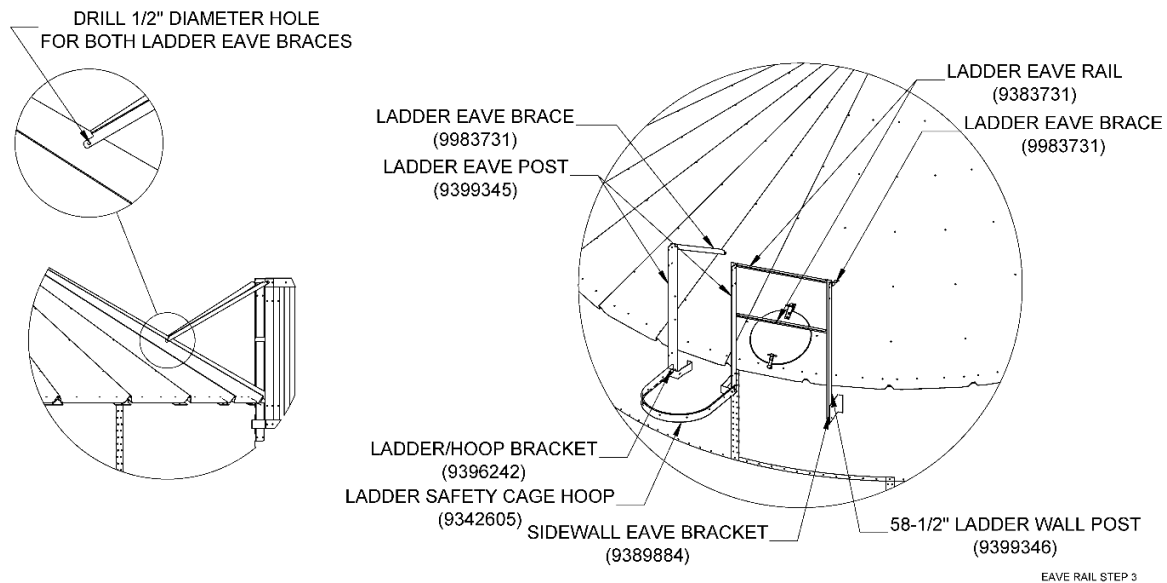 DRILL 1/2" DIAMETER HOLE
FOR BOTH LADDER EAVE BRACES
LADDER EAVE BRACE
(9983731)
LADDER EAVE POST
(9399345)
LADDER EAVE RAIL
(9383731)
LADDER EAVE BRACE
(9983731)
LADDER/HOOP BRACKET
(9396242)
LADDER SAFETY CAGE HOOP
(9342605)
SIDEWALL EAVE BRACKET
(9389884)
58-1/2" LADDER WALL POST
(9399346)
EAVE RAIL STEP 3